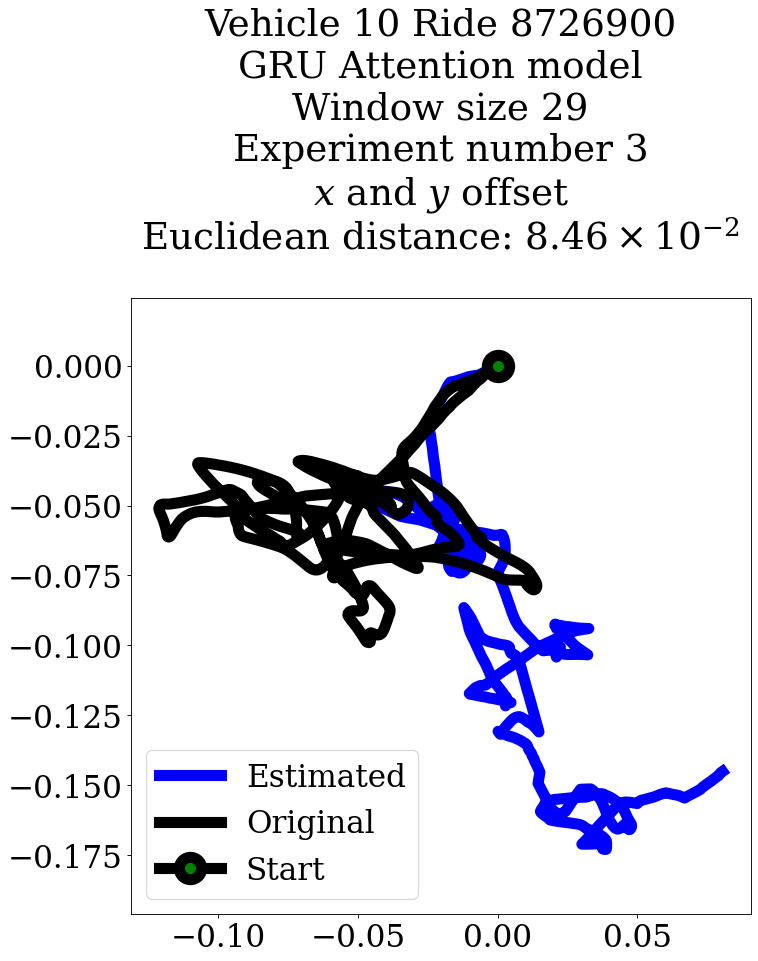 Vehicle 10 Ride 8726900
GRU Attention model
Window size 29
Experiment number 3
x and y offset
Euclidean distance: 8.46 × 10⁻²
0.000
−0.025
−0.050
−0.075
−0.100
−0.125
−0.150
−0.175
Estimated
Original
Start
−0.10
−0.05
0.00
0.05